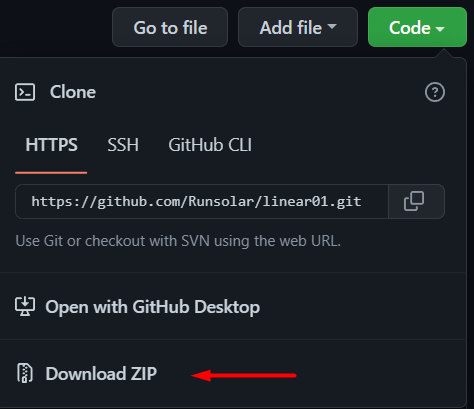 Go to file Add file Code
Clone
HTTPS SSH GitHub CLI
https://github.com/Runsolar/linear01.git
Use Git or checkout with SVN using the web URL.
Open with GitHub Desktop
Download ZIP